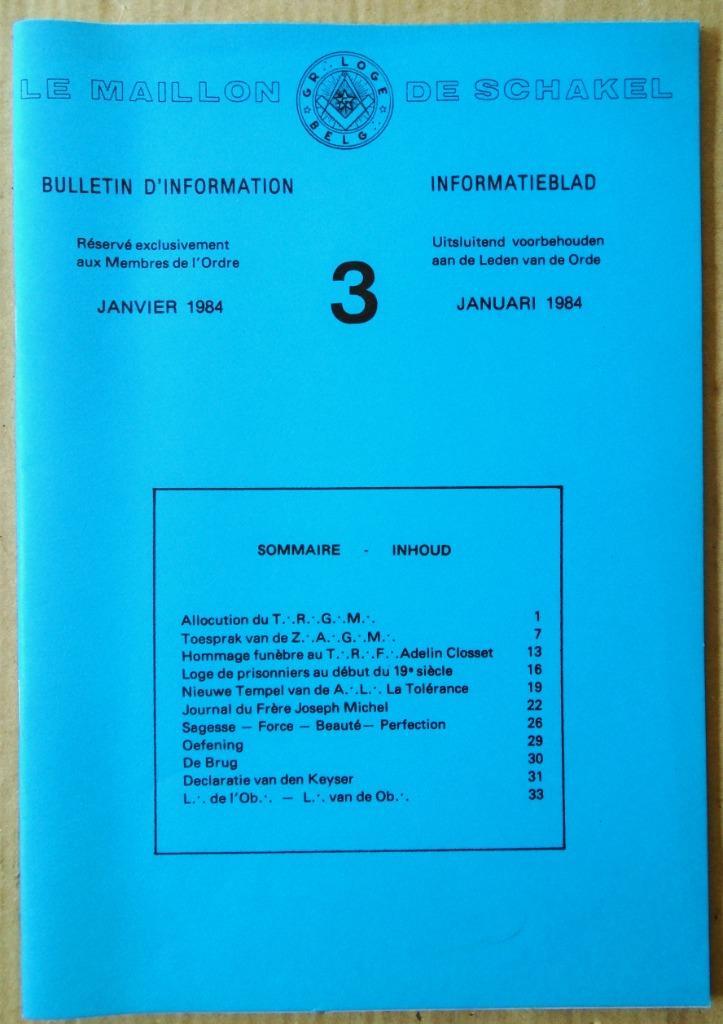 LE MAILLON DE SCHAKEL
GR∴ LOGE BELG∴
BULLETIN D'INFORMATION
INFORMATIEBLAD
Réservé exclusivement
aux Membres de l'Ordre
Uitsluitend voorbehouden
aan de Leden van de Orde
3
JANVIER 1984
JANUARI 1984
SOMMAIRE - INHOUD
Allocution du T∴R∴G∴M∴ 1
Toesprak van de Z∴A∴G∴M∴ 7
Hommage funèbre au T∴R∴F∴Adelin Closset 13
Loge de prisonniers au début du 19e siècle 16
Nieuwe Tempel van de A∴L∴ La Tolérance 19
Journal du Frère Joseph Michel 22
Sagesse — Force — Beauté— Perfection 26
Oefening 29
De Brug 30
Declaratie van den Keyser 31
L∴ de l'Ob∴ — L∴ van de Ob∴ 33